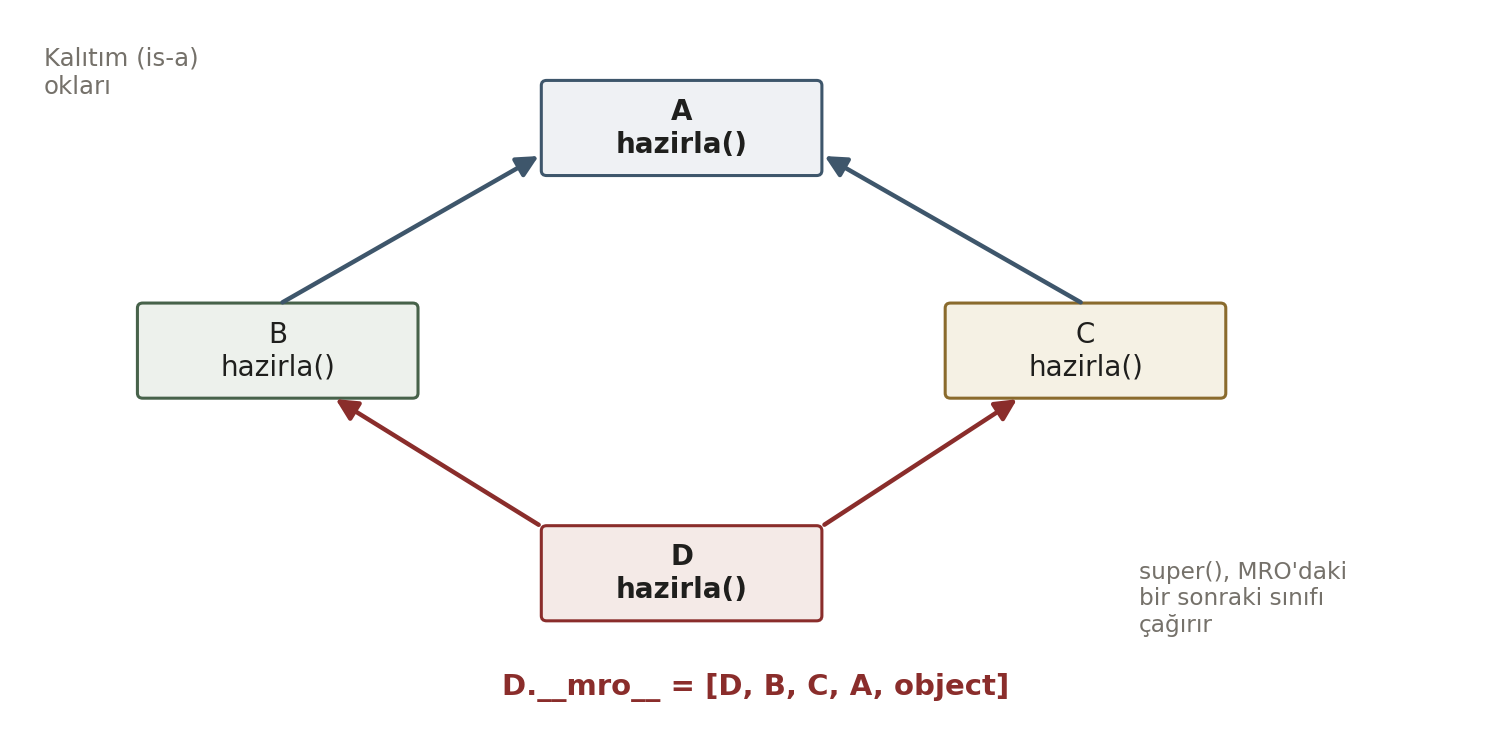 Kalıtım (is-a)
okları
A
hazirla()
B
hazirla()
C
hazirla()
D
hazirla()
super(), MRO'daki
bir sonraki sınıfı
çağırır
D.__mro__ = [D, B, C, A, object]